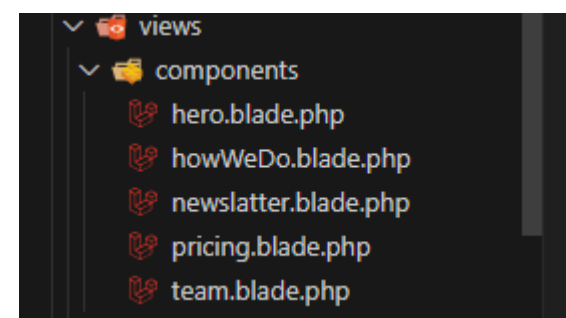 views
components
hero.blade.php
howWeDo.blade.php
newslatter.blade.php
pricing.blade.php
team.blade.php